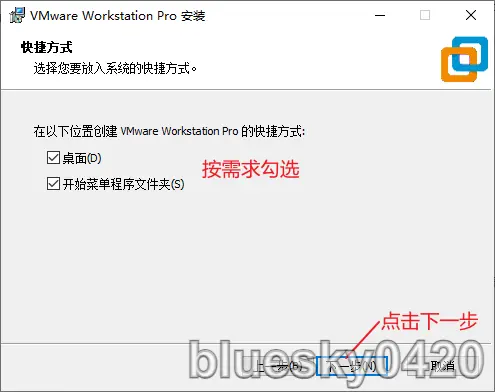 VMware Workstation Pro 安装
快捷方式
选择您要放入系统的快捷方式。
在以下位置创建 VMware Workstation Pro 的快捷方式:
桌面(D)
开始菜单程序文件夹(S)
按需求勾选
点击下一步
上一步(B) 下一步(N) 取消
bluesky0420